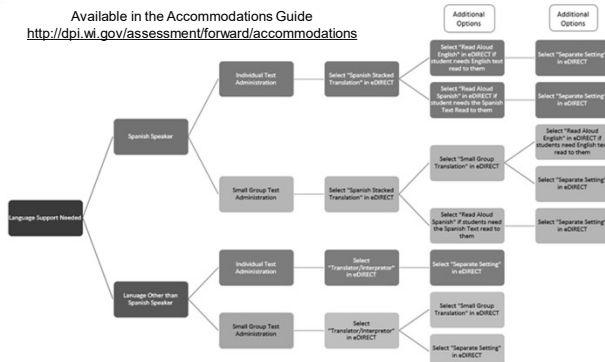 Available in the Accommodations Guide
http://dpi.wi.gov/assessment/forward/accommodations
Additional
Options
Additional
Options
Language Support Needed
Spanish Speaker
Individual Test
Administration
Select "Spanish Stacked
Translation" in eDIRECT
Select "Read Aloud
English" in eDIRECT if
student needs English text
read to them
Select "Separate Setting"
in eDIRECT
Select "Read Aloud
Spanish" in eDIRECT if
student needs the Spanish
Text Read to them
Select "Separate Setting"
in eDIRECT
Small Group Test
Administration
Select "Spanish Stacked
Translation" in eDIRECT
Select "Small Group
Translation" in eDIRECT
Select "Read Aloud
English" in eDIRECT if
students need English text
read to them
Select "Separate Setting"
in eDIRECT
Select "Read Aloud
Spanish" if students need
the Spanish Text read to
them
Select "Separate Setting"
in eDIRECT
Lanuage Other than
Spanish Speaker
Individual Test
Administration
Select
"Translator/Interpretor"
in eDIRECT
Select "Separate Setting"
in eDIRECT
Small Group Test
Administration
Select
"Translator/Interpretor"
in eDIRECT
Select "Small Group
Translation" in eDIRECT
Select "Separate Setting"
in eDIRECT